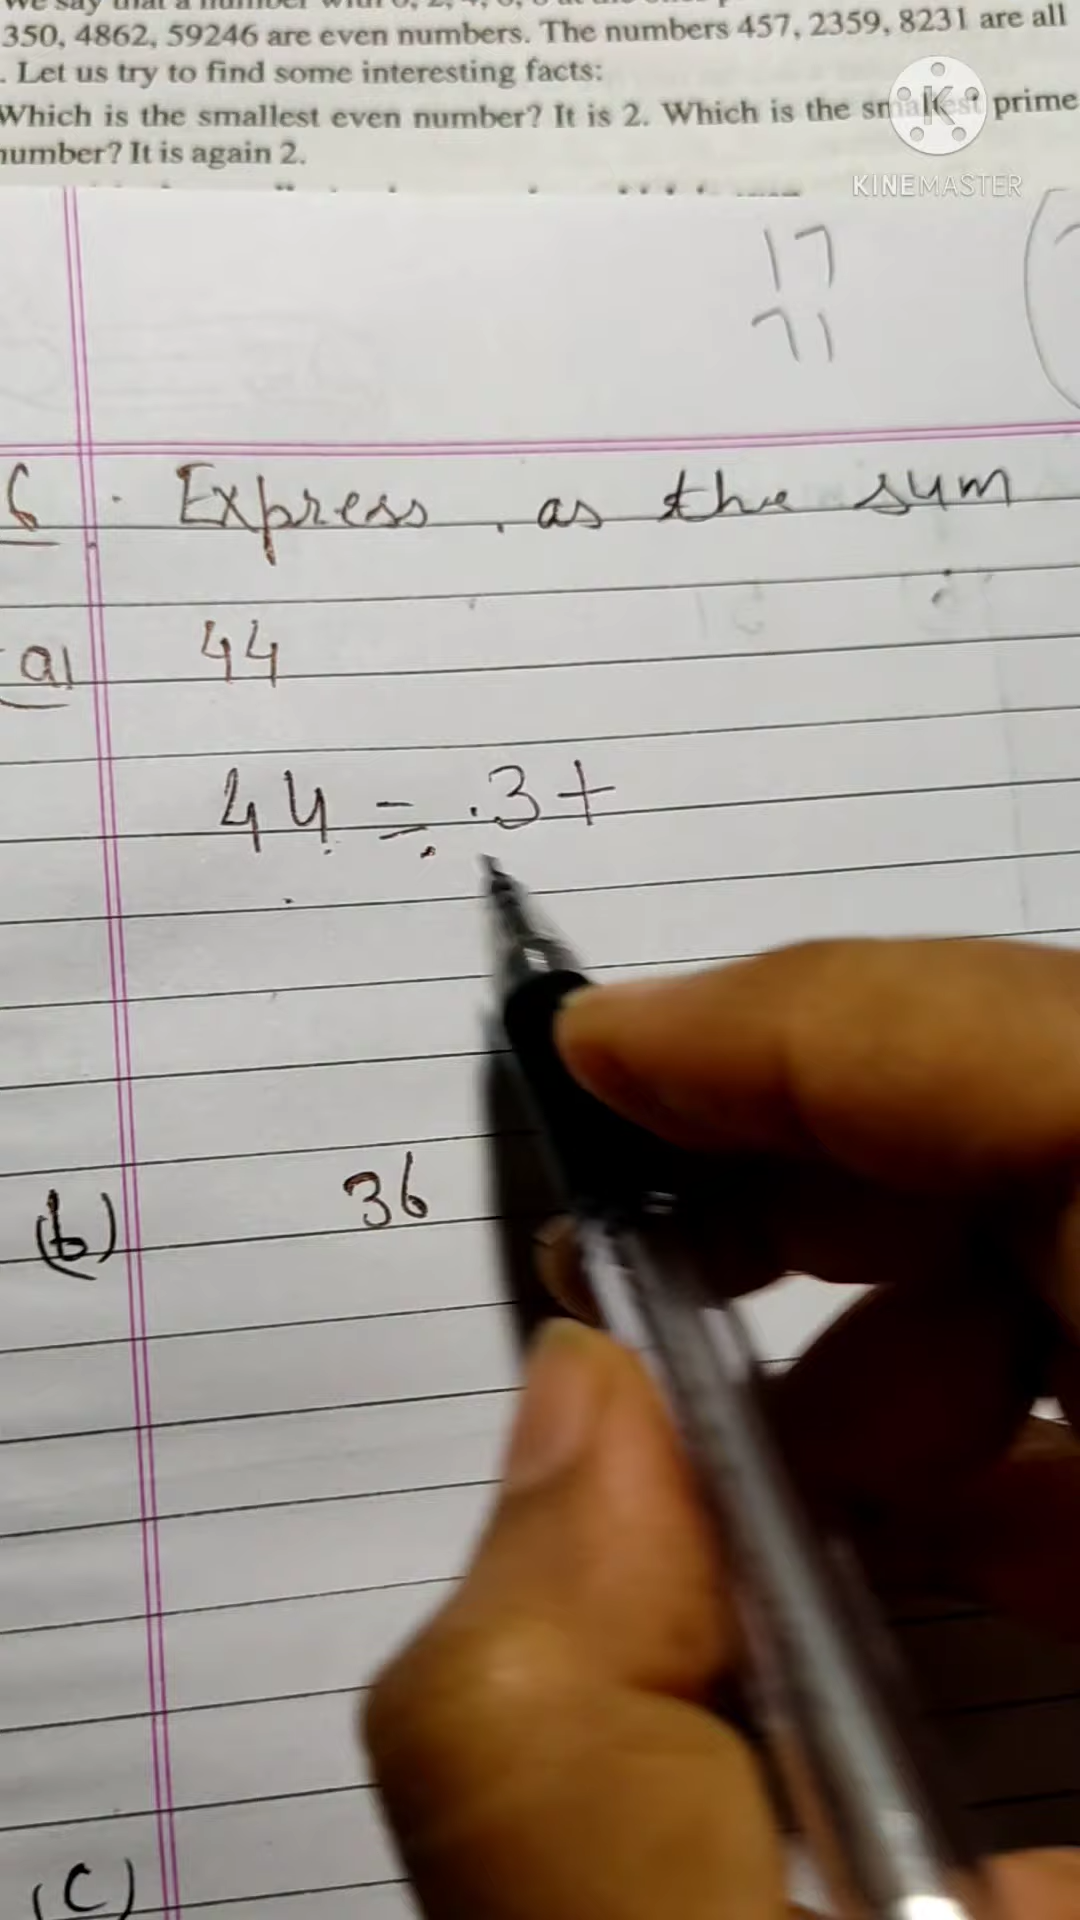 350, 4862, 59246 are even numbers. The numbers 457, 2359, 8231 are all
. Let us try to find some interesting facts:
Which is the smallest even number? It is 2. Which is the smallest prime
number? It is again 2.
K
KINEMASTER
17
71
6. Express as the sum
(a) 44
44 = 3+
(b) 36
(c)